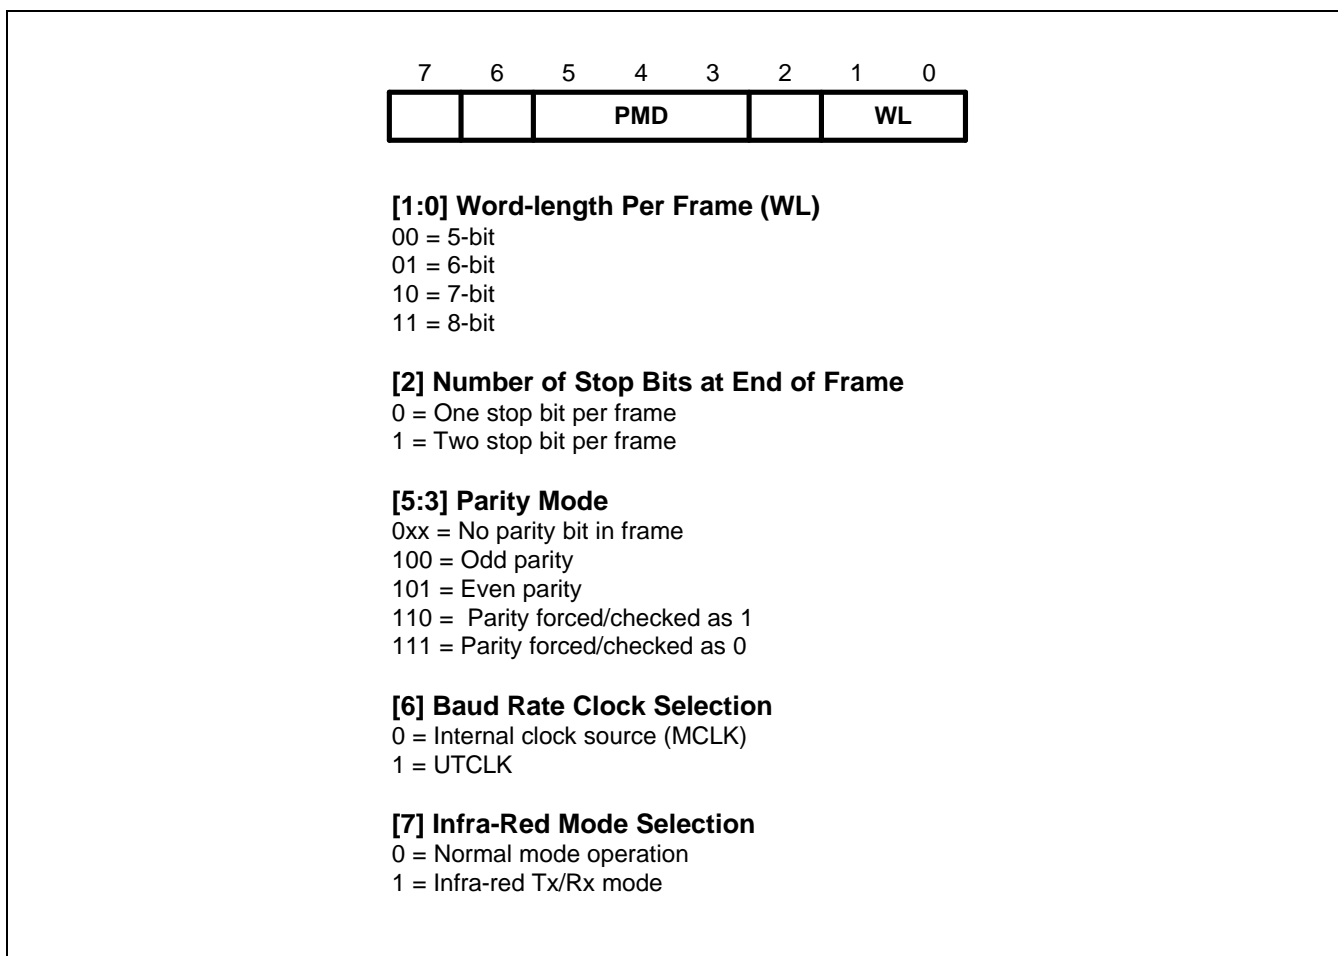 7 6 5 4 3 2 1 0
PMD WL
[1:0] Word-length Per Frame (WL)
00 = 5-bit
01 = 6-bit
10 = 7-bit
11 = 8-bit
[2] Number of Stop Bits at End of Frame
0 = One stop bit per frame
1 = Two stop bit per frame
[5:3] Parity Mode
0xx = No parity bit in frame
100 = Odd parity
101 = Even parity
110 =  Parity forced/checked as 1
111 = Parity forced/checked as 0
[6] Baud Rate Clock Selection
0 = Internal clock source (MCLK)
1 = UTCLK
[7] Infra-Red Mode Selection
0 = Normal mode operation
1 = Infra-red Tx/Rx mode